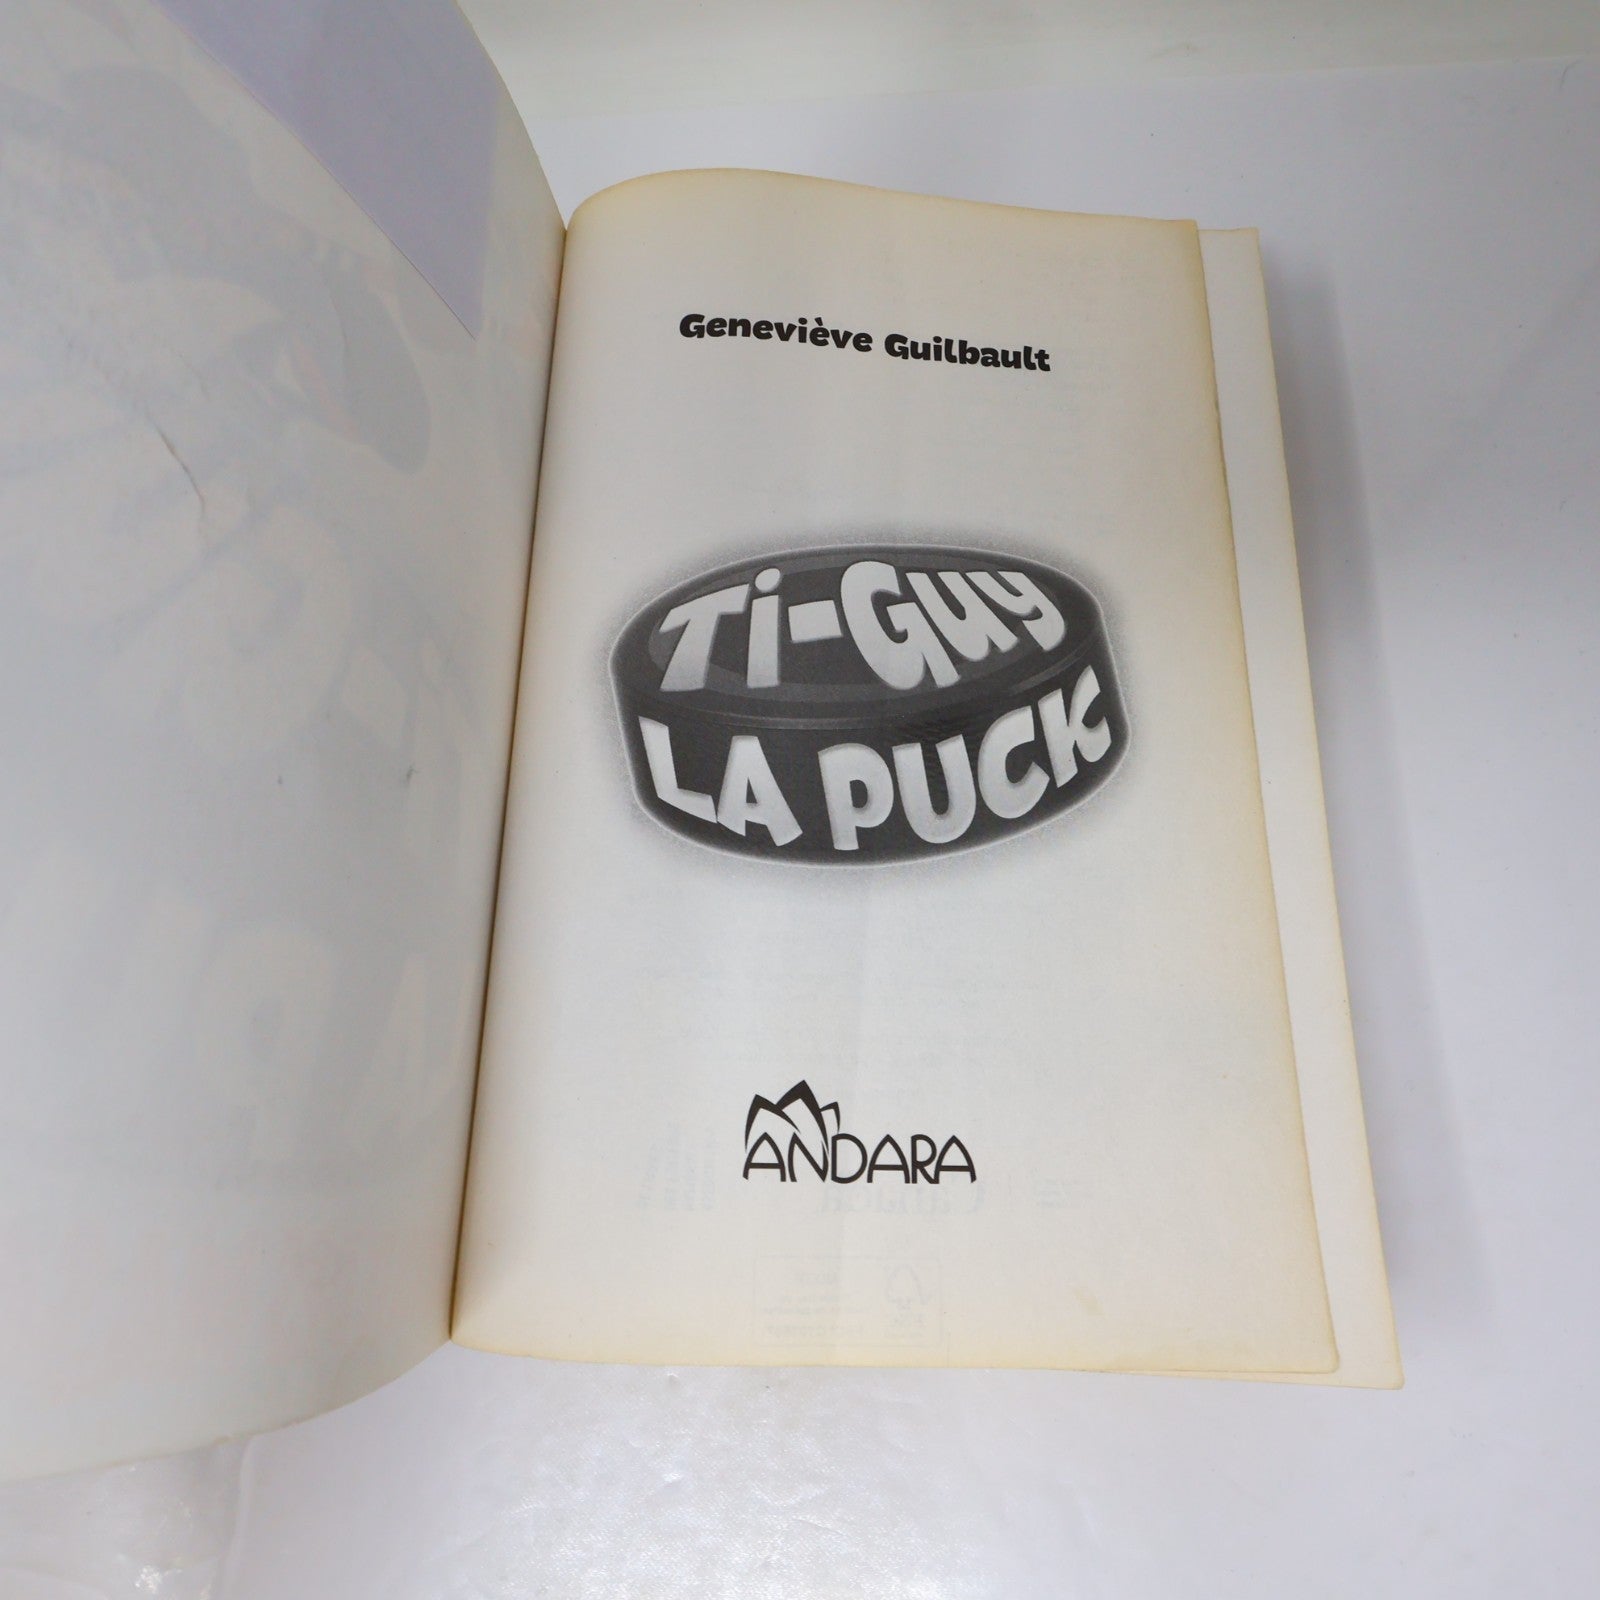 Geneviève Guilbault
Ti-Guy
LA PUCK
ANDARA